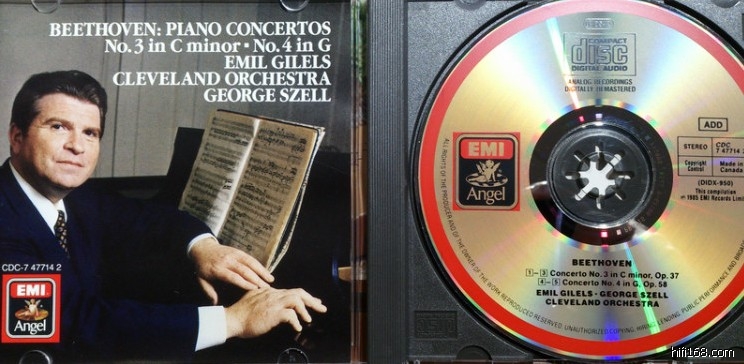 BEETHOVEN: PIANO CONCERTOS
No. 3 in C minor · No. 4 in G
EMIL GILELS
CLEVELAND ORCHESTRA
GEORGE SZELL
CDC-7 47714 2
EMI
Angel
COMPACT
disc
DIGITAL AUDIO
ANALOG RECORDINGS
DIGITALLY REMASTERED
ADD
STEREO
CDC
7 47714 2
Copyright
Control
Made in
Canada
(DIDX-950)
This compilation
1985 EMI Records Limi
EMI
Angel
BEETHOVEN
1-3 Concerto No. 3 in C minor, Op. 37
4-5 Concerto No. 4 in G, Op. 58
EMIL GILELS · GEORGE SZELL
CLEVELAND ORCHESTRA
ALL RIGHTS OF THE PRODUCER AND OF THE OWNER OF THE WORK REPRODUCED RESERVED. UNAUTHORIZED COPYING, HIRING, LENDING, PUBLIC PERFORMANCE AND
hifi168.com